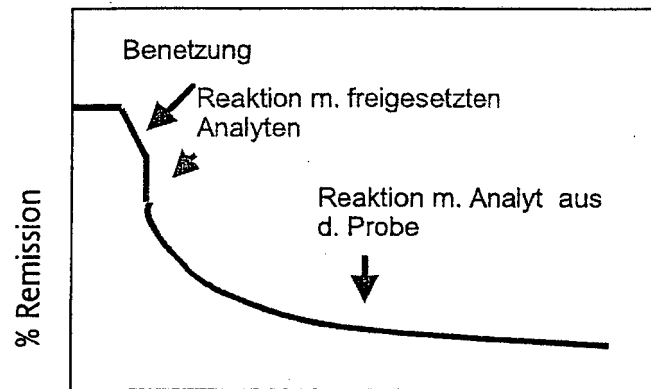 Benetzung
Reaktion m. freigesetzten
Analyten
Reaktion m. Analyt aus
d. Probe
% Remission